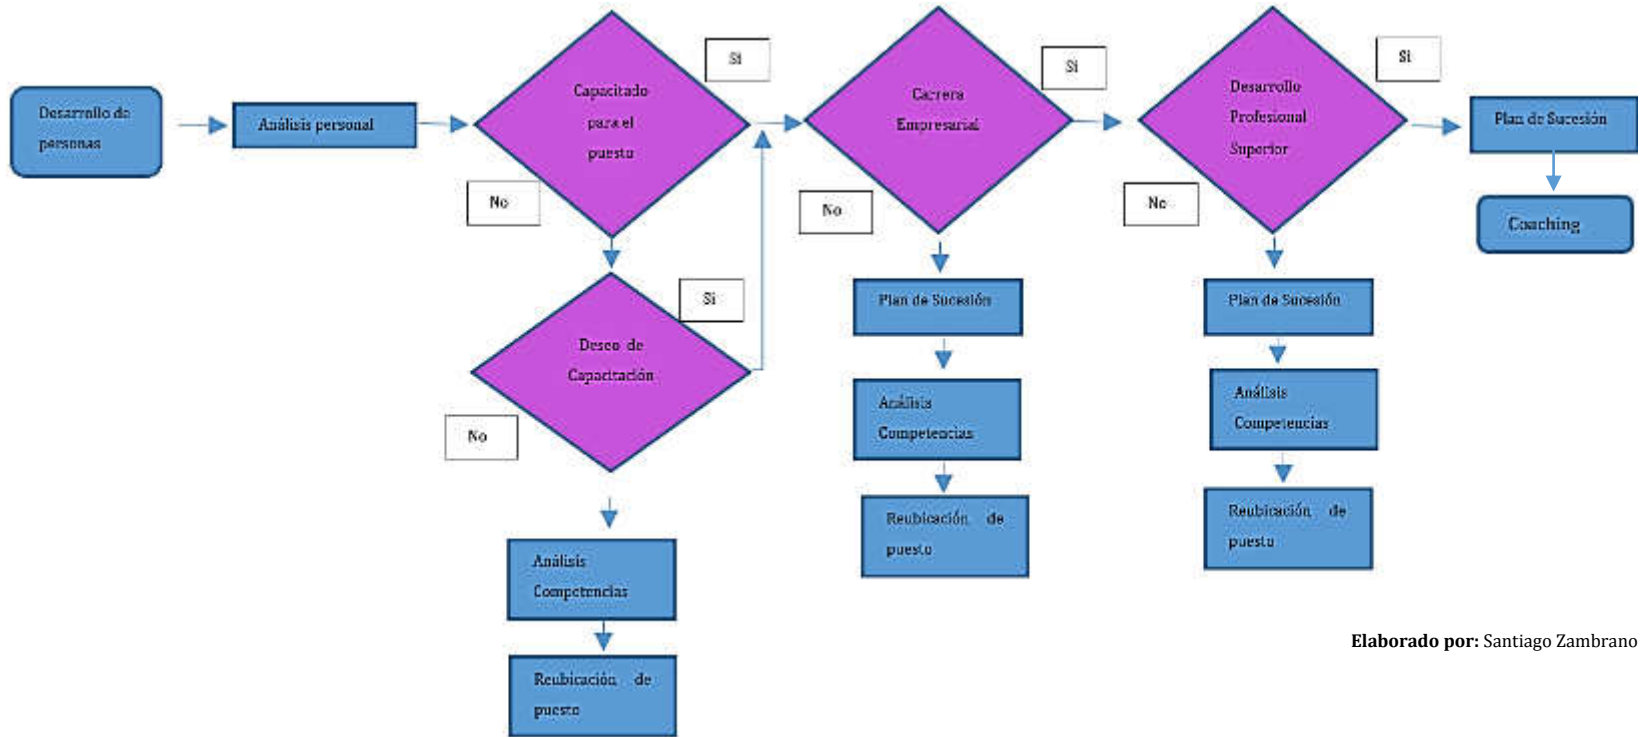 Desarrollo de
personas
Análisis personal
Capacitado
para el
puesto
Si
No
Deseo de
Capacitación
Si
No
Análisis
Competencias
Reubicación de
puesto
Carrera
Empresarial
Si
No
Plan de Sucesión
Análisis
Competencias
Reubicación de
puesto
Desarrollo
Profesional
Superior
Si
No
Plan de Sucesión
Análisis
Competencias
Reubicación de
puesto
Plan de Sucesión
Coaching
Elaborado por: Santiago Zambrano